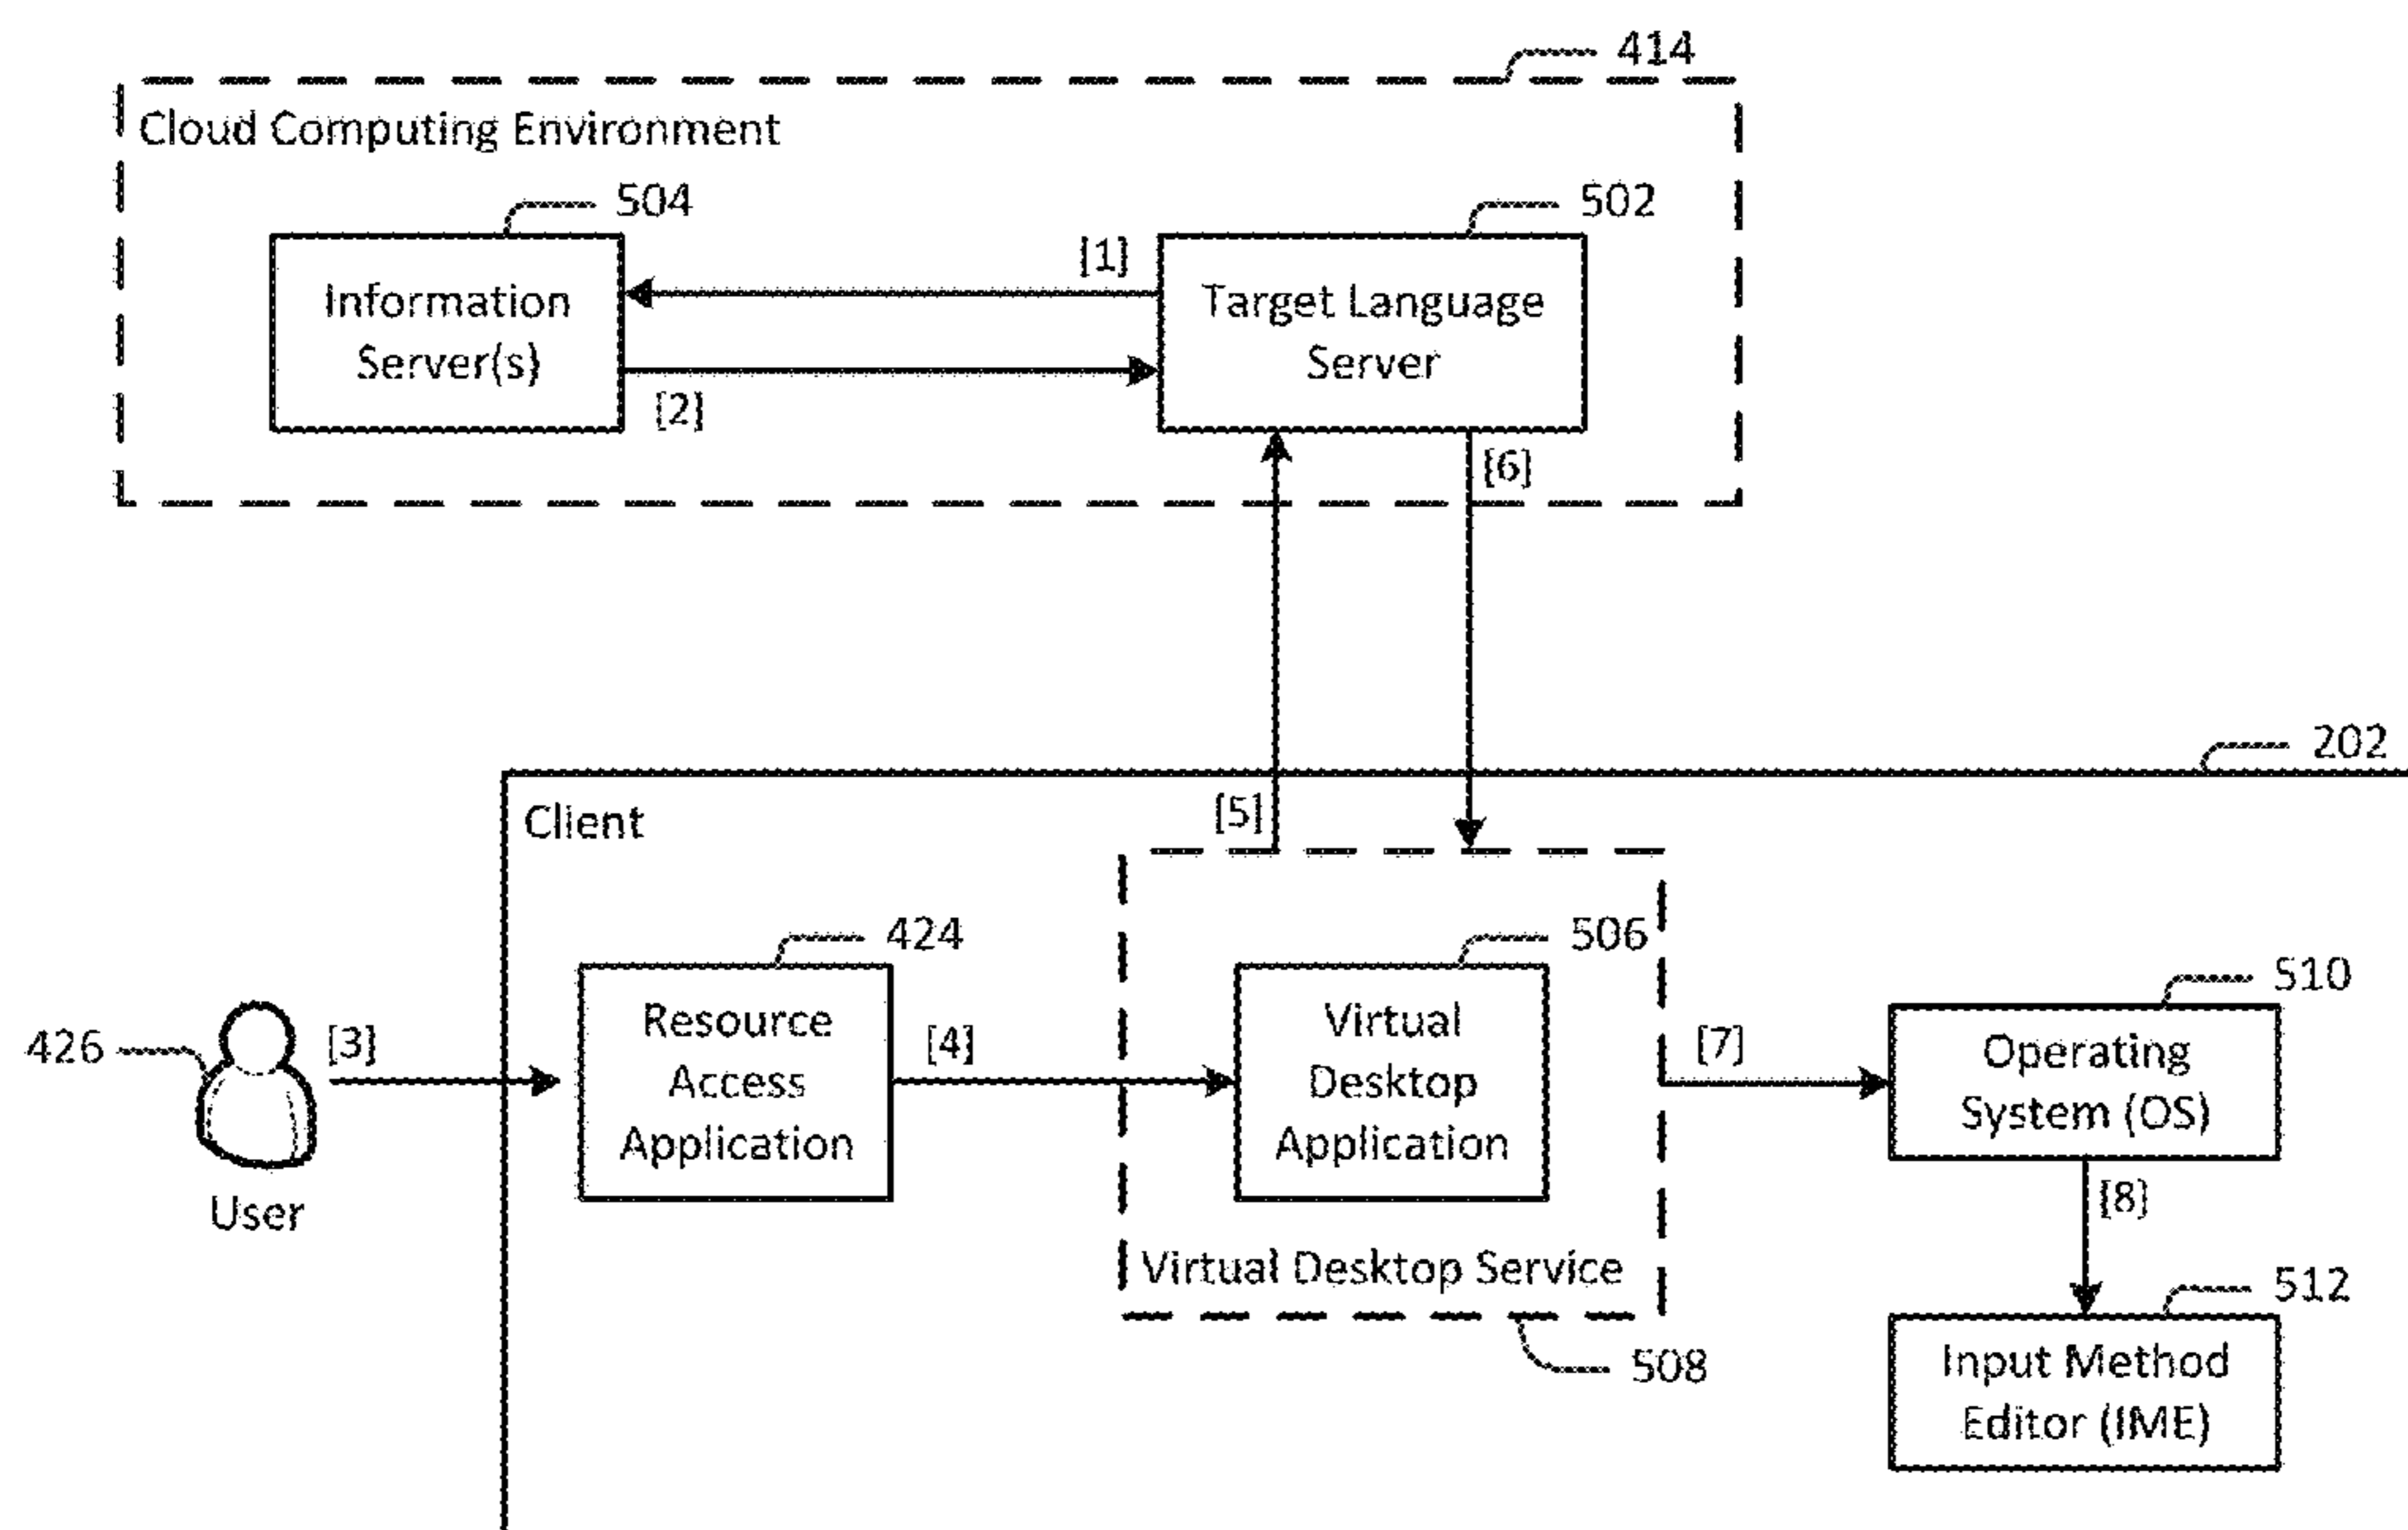 414
Cloud Computing Environment
504
502
[1]
Information
Server(s)
Target Language
Server
[2]
[6]
202
Client
[5]
424
506
510
426
[3]
Resource
Access
Application
[4]
Virtual
Desktop
Application
[7]
Operating
System (OS)
User
[8]
Virtual Desktop Service
512
508
Input Method
Editor (IME)